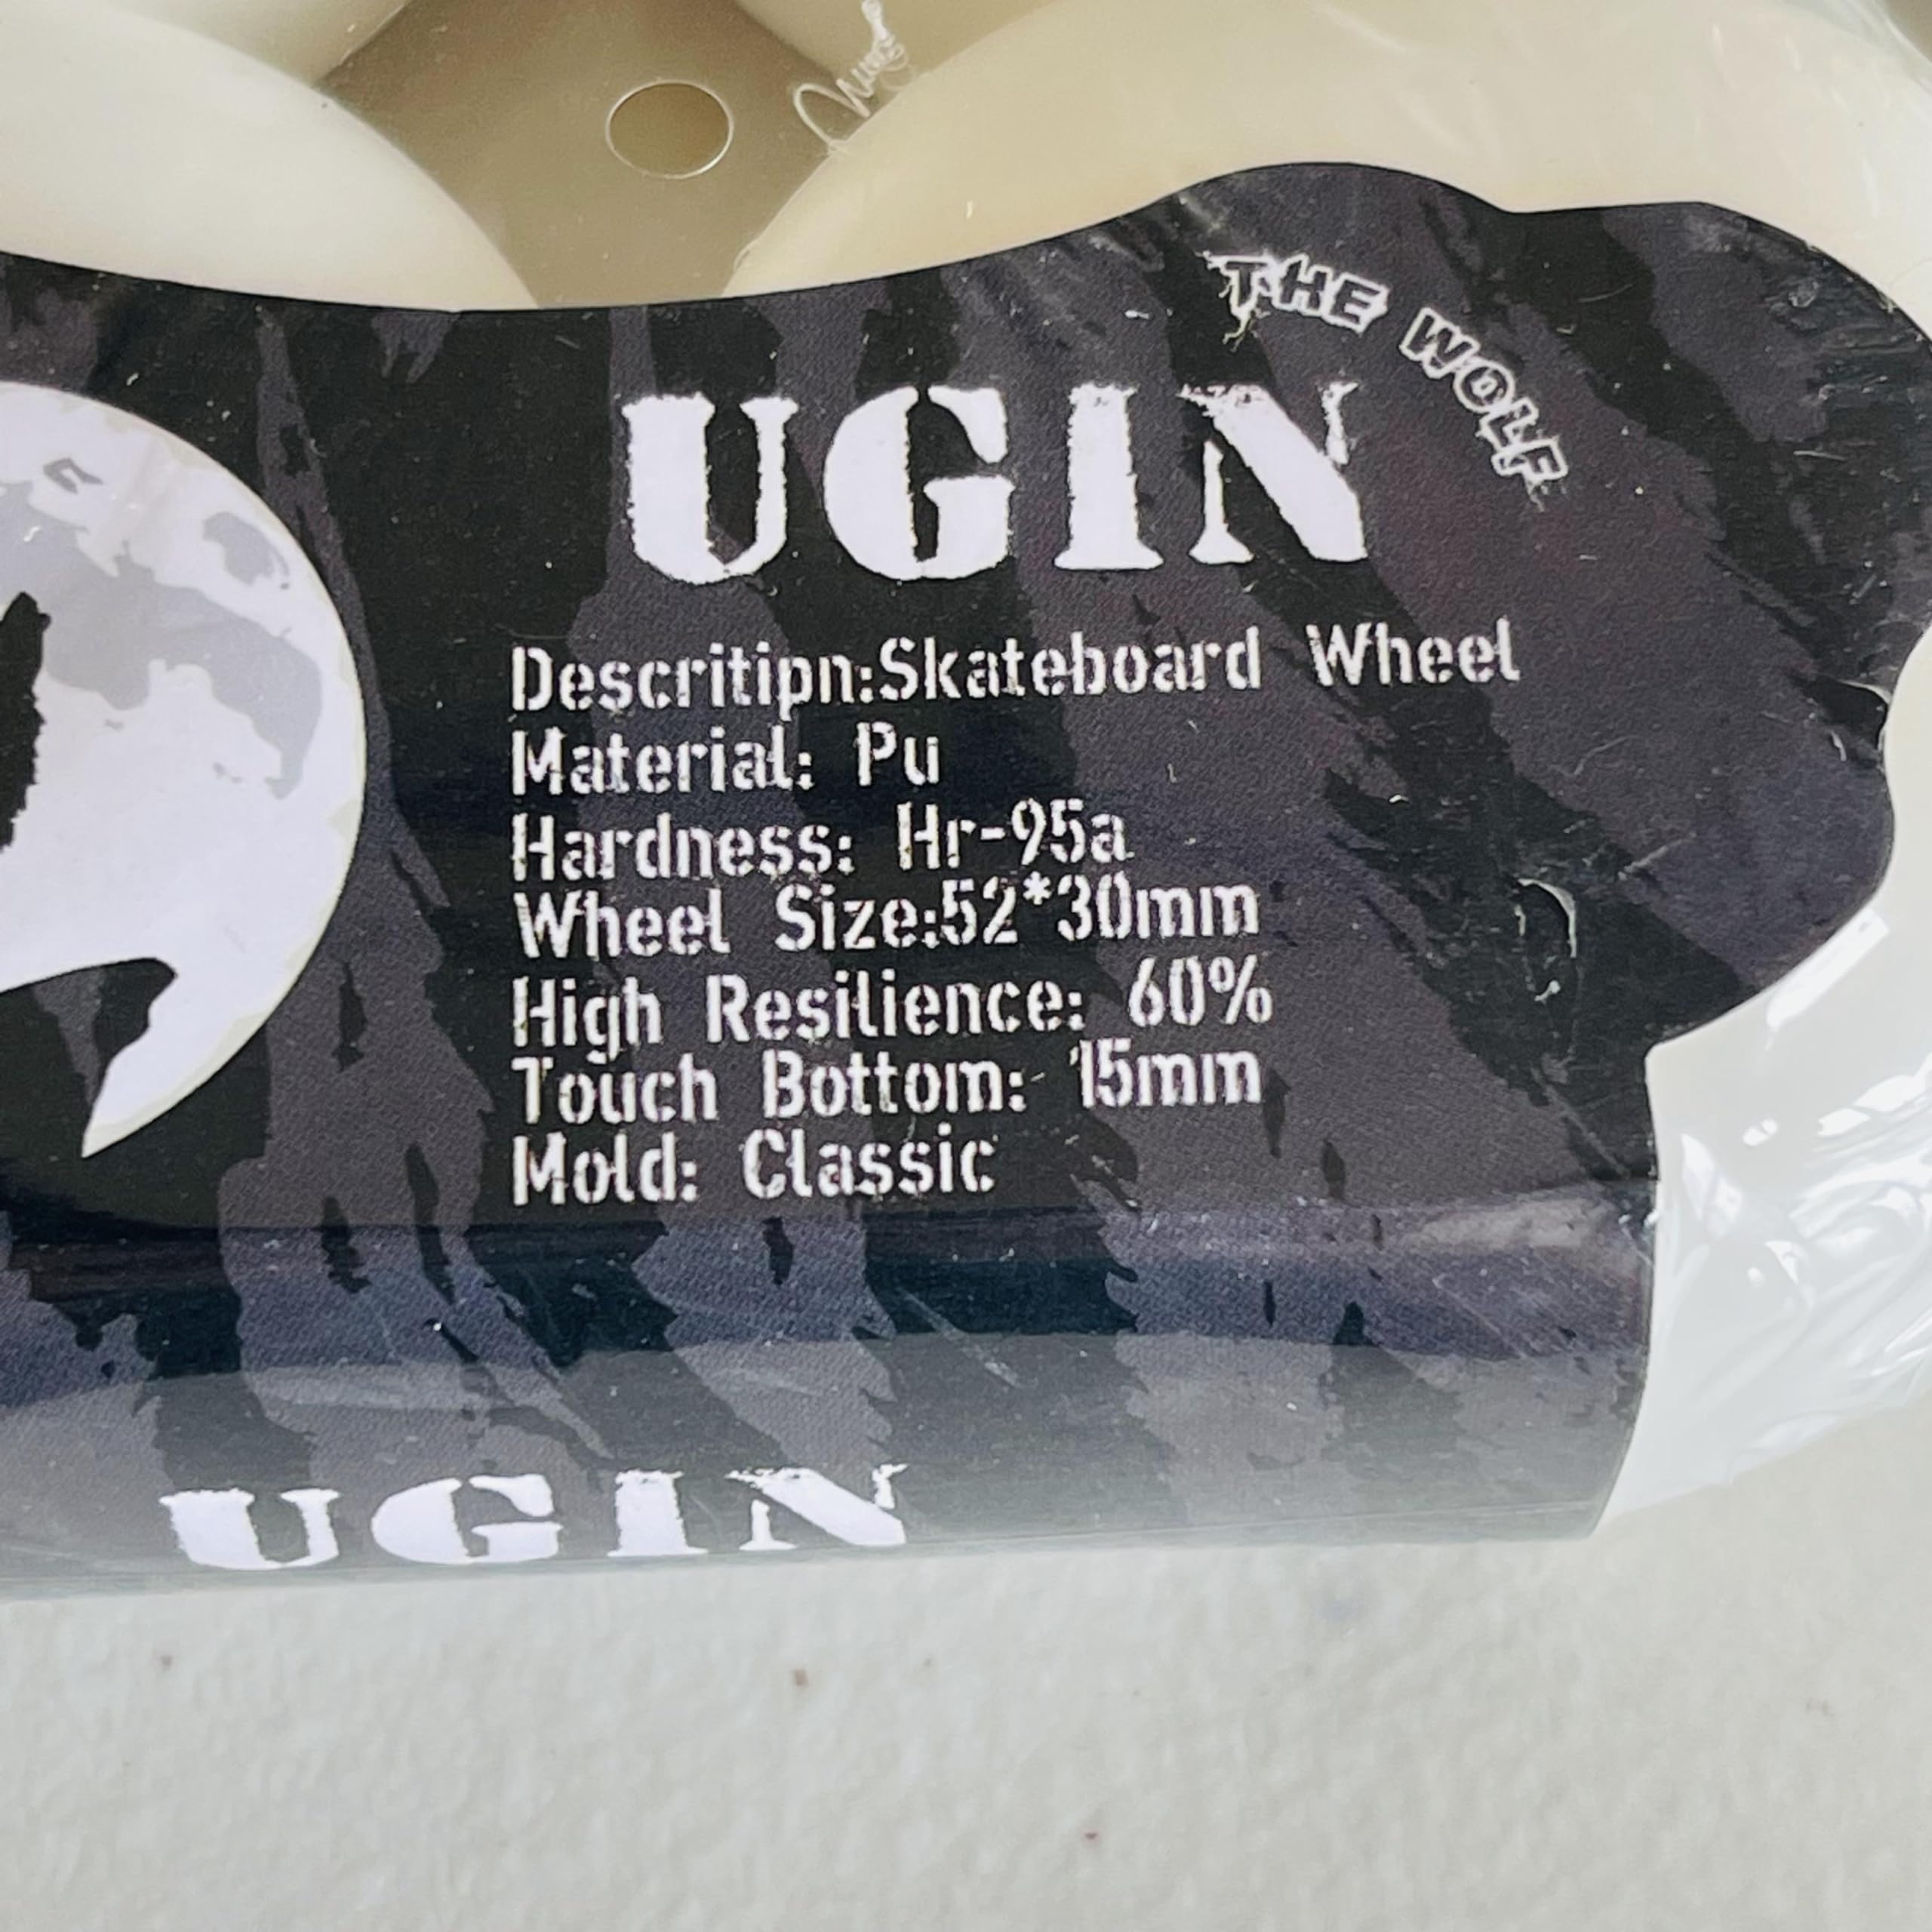 THE WOLF
UGIN
Descritipn:Skateboard Wheel
Material: Pu
Hardness: Hr-95a
Wheel Size:52*30mm
High Resilience: 60%
Touch Bottom: 15mm
Mold: Classic
UGIN